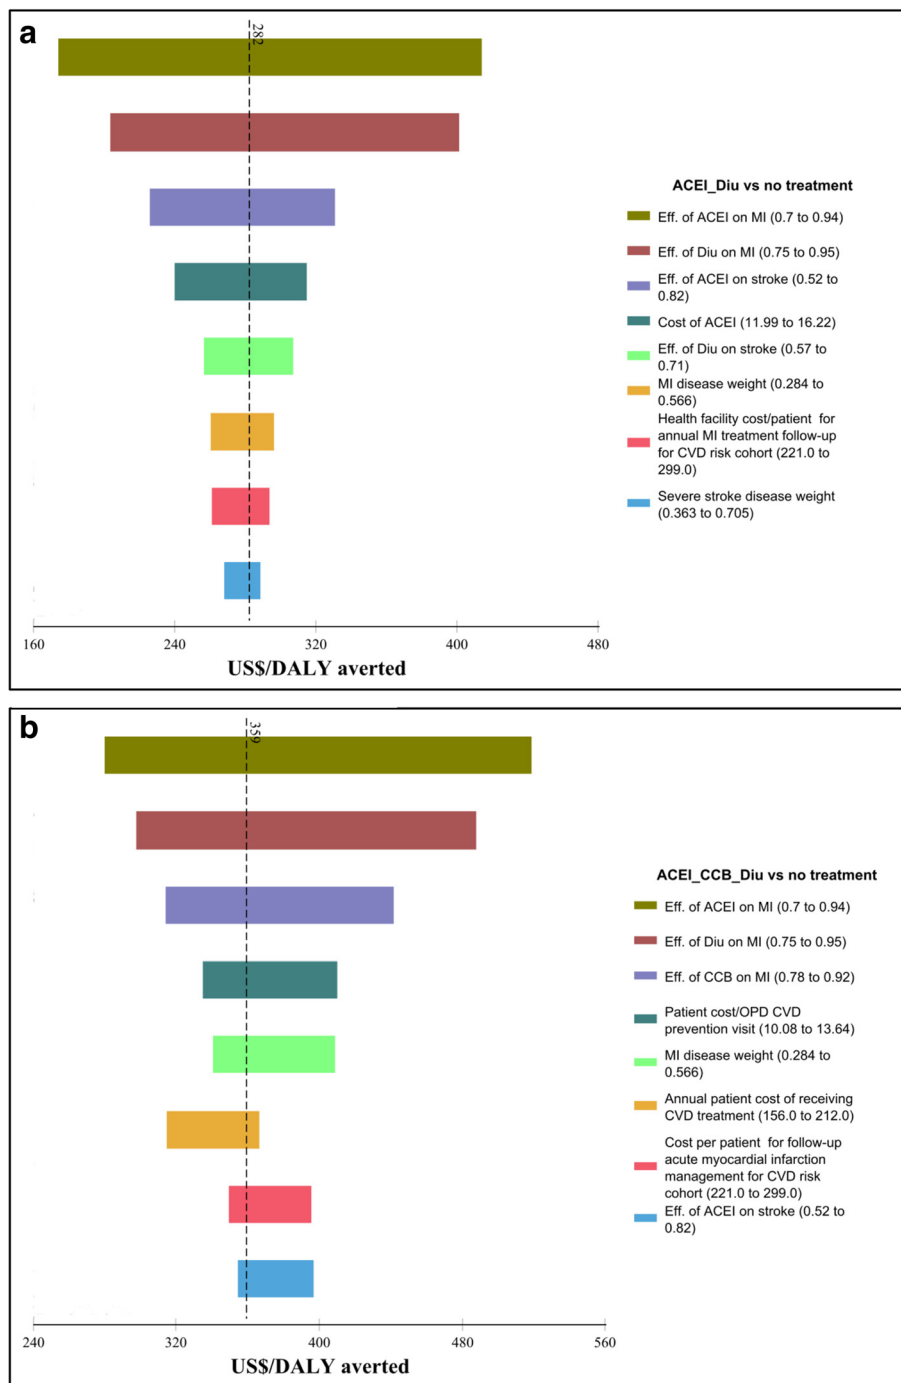 a
282
ACEI_Diu vs no treatment
Eff. of ACEI on MI (0.7 to 0.94)
Eff. of Diu on MI (0.75 to 0.95)
Eff. of ACEI on stroke (0.52 to
0.82)
Cost of ACEI (11.99 to 16.22)
Eff. of Diu on stroke (0.57 to
0.71)
MI disease weight (0.284 to
0.566)
Health facility cost/patient for
annual MI treatment follow-up
for CVD risk cohort (221.0 to
299.0)
Severe stroke disease weight
(0.363 to 0.705)
160 240 320 400 480
US$/DALY averted
b
359
ACEI_CCB_Diu vs no treatment
Eff. of ACEI on MI (0.7 to 0.94)
Eff. of Diu on MI (0.75 to 0.95)
Eff. of CCB on MI (0.78 to 0.92)
Patient cost/OPD CVD
prevention visit (10.08 to 13.64)
MI disease weight (0.284 to
0.566)
Annual patient cost of receiving
CVD treatment (156.0 to 212.0)
Cost per patient for follow-up
acute myocardial infarction
management for CVD risk
cohort (221.0 to 299.0)
Eff. of ACEI on stroke (0.52 to
0.82)
240 320 400 480 560
US$/DALY averted